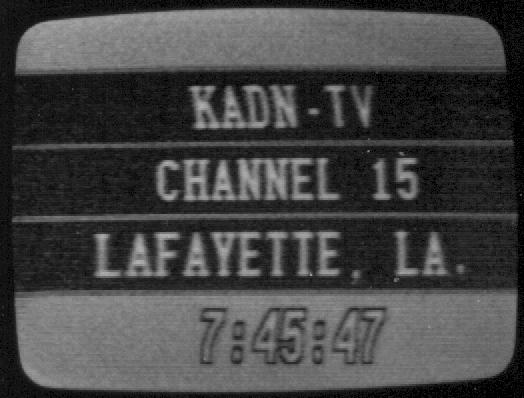 KADN-TV
CHANNEL 15
LAFAYETTE, LA.
7:45:47